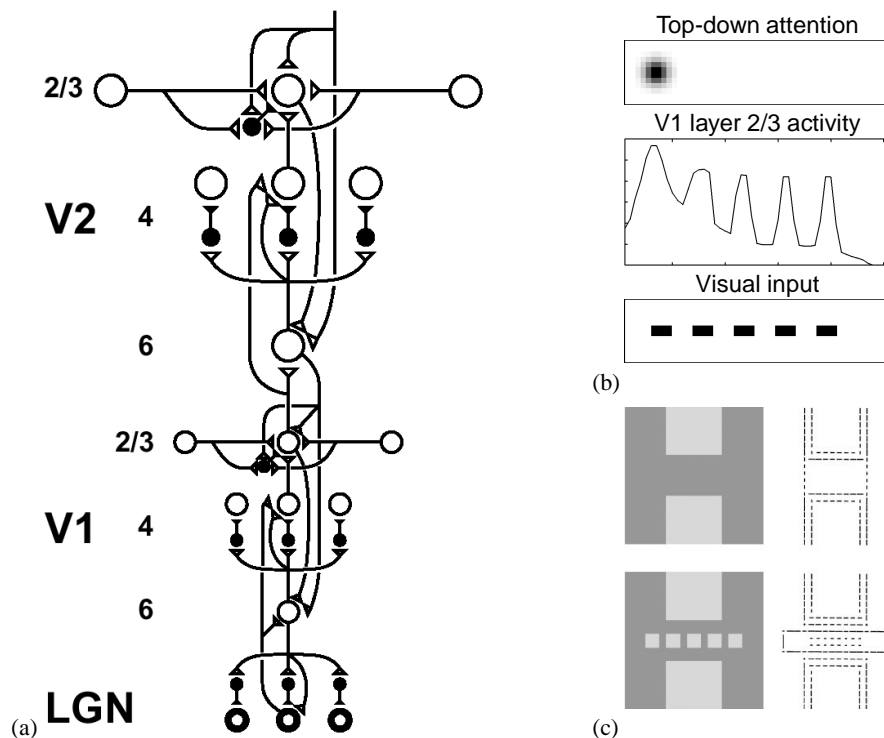 2/3
V2
4
6
2/3
V1
4
6
LGN
(a)
Top-down attention
V1 layer 2/3 activity
Visual input
(b)
(c)